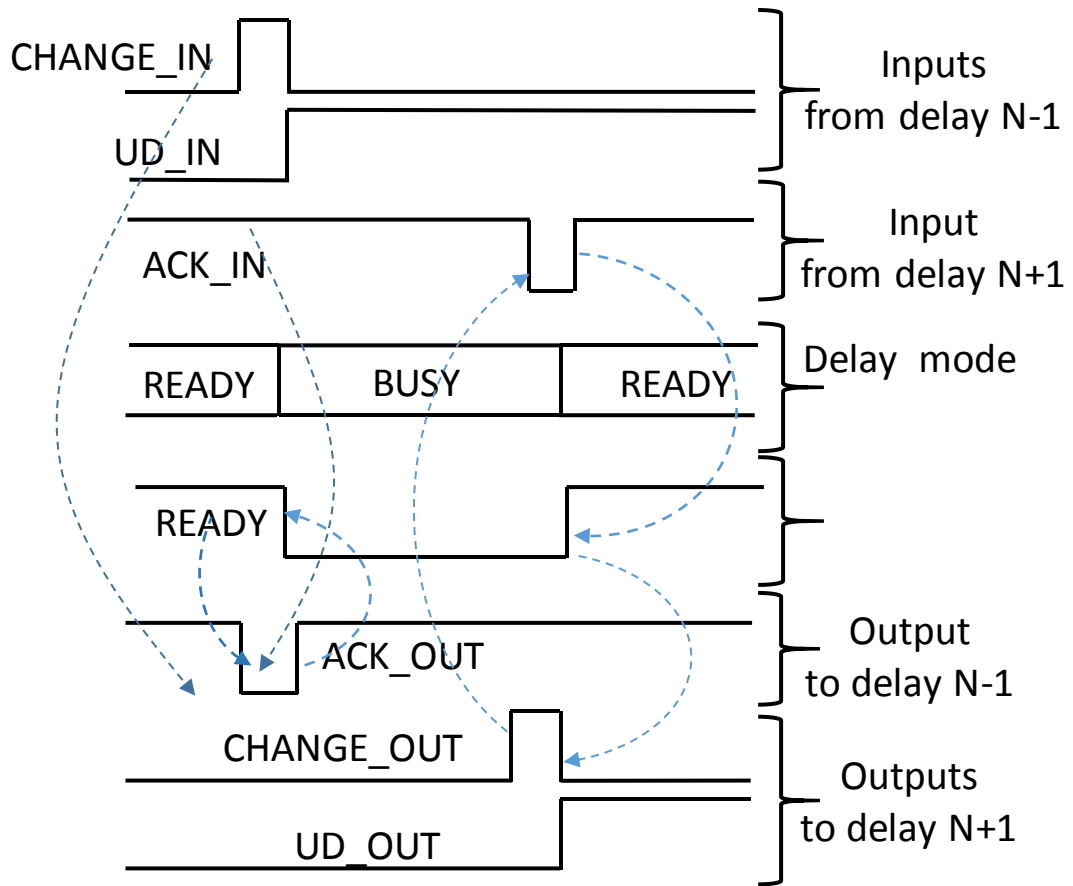 CHANGE_IN
Inputs
from delay N-1
UD_IN
ACK_IN
Input
from delay N+1
READY
BUSY
READY
Delay mode
READY
ACK_OUT
Output
to delay N-1
CHANGE_OUT
Outputs
to delay N+1
UD_OUT